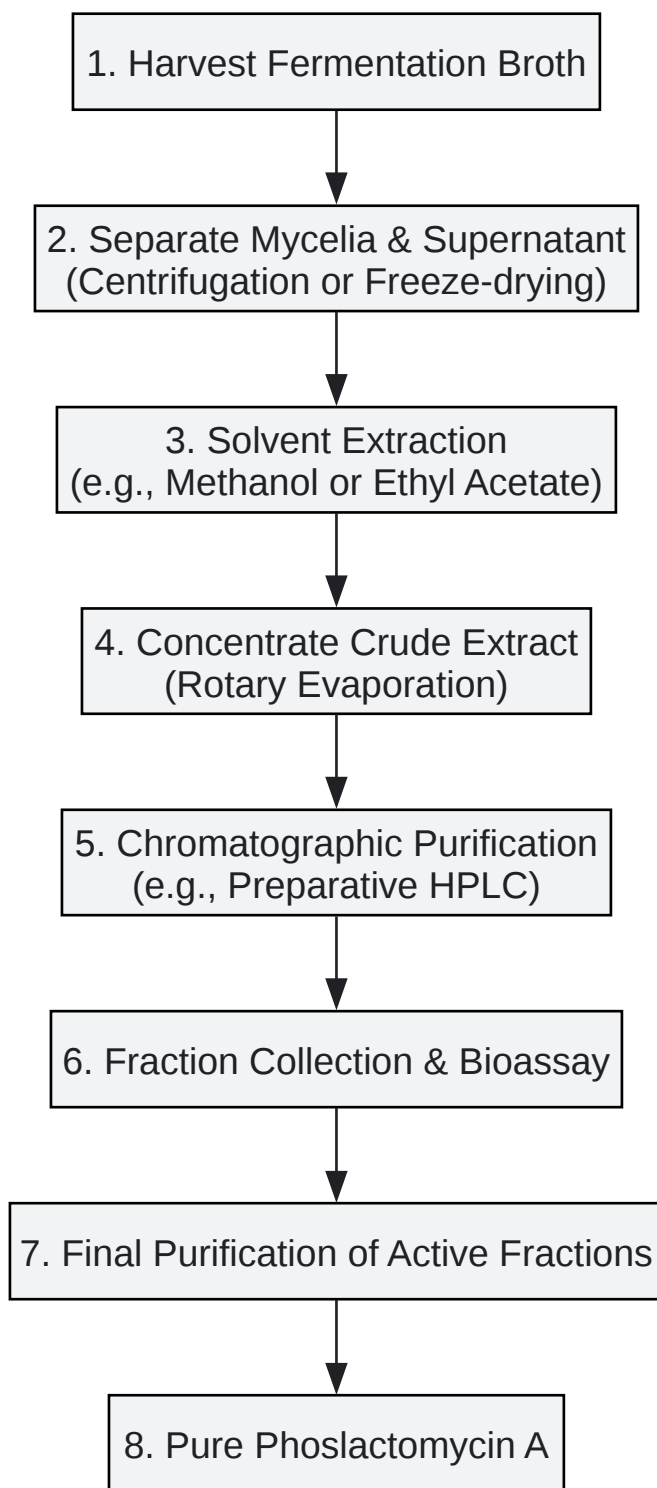 1. Harvest Fermentation Broth
2. Separate Mycelia & Supernatant
(Centrifugation or Freeze-drying)
3. Solvent Extraction
(e.g., Methanol or Ethyl Acetate)
4. Concentrate Crude Extract
(Rotary Evaporation)
5. Chromatographic Purification
(e.g., Preparative HPLC)
6. Fraction Collection & Bioassay
7. Final Purification of Active Fractions
8. Pure Phoslactomycin A